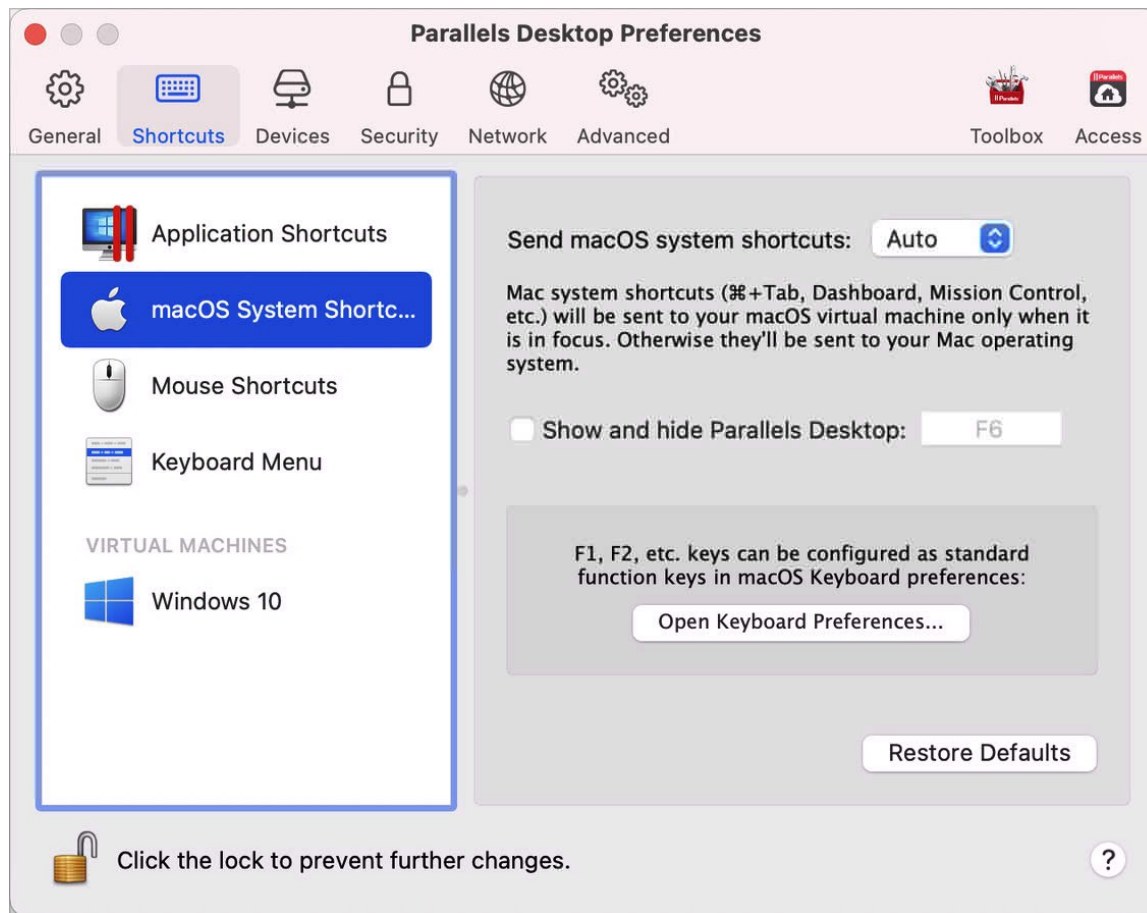 Parallels Desktop Preferences
General
Shortcuts
Devices
Security
Network
Advanced
Toolbox
Access
Application Shortcuts
macOS System Shortc...
Mouse Shortcuts
Keyboard Menu
VIRTUAL MACHINES
Windows 10
Send macOS system shortcuts: Auto
Mac system shortcuts (⌘+Tab, Dashboard, Mission Control,
etc.) will be sent to your macOS virtual machine only when it
is in focus. Otherwise they'll be sent to your Mac operating
system.
Show and hide Parallels Desktop: F6
F1, F2, etc. keys can be configured as standard
function keys in macOS Keyboard preferences:
Open Keyboard Preferences...
Restore Defaults
Click the lock to prevent further changes.
?